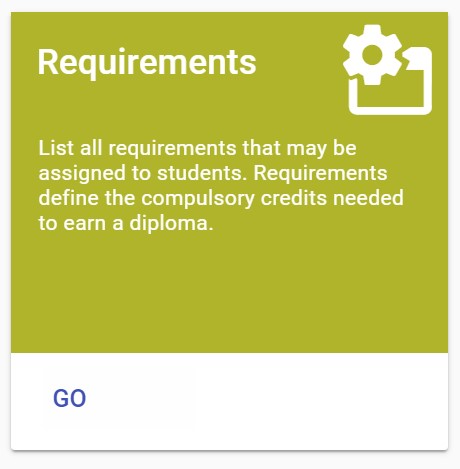 Requirements
List all requirements that may be
assigned to students. Requirements
define the compulsory credits needed
to earn a diploma.
GO